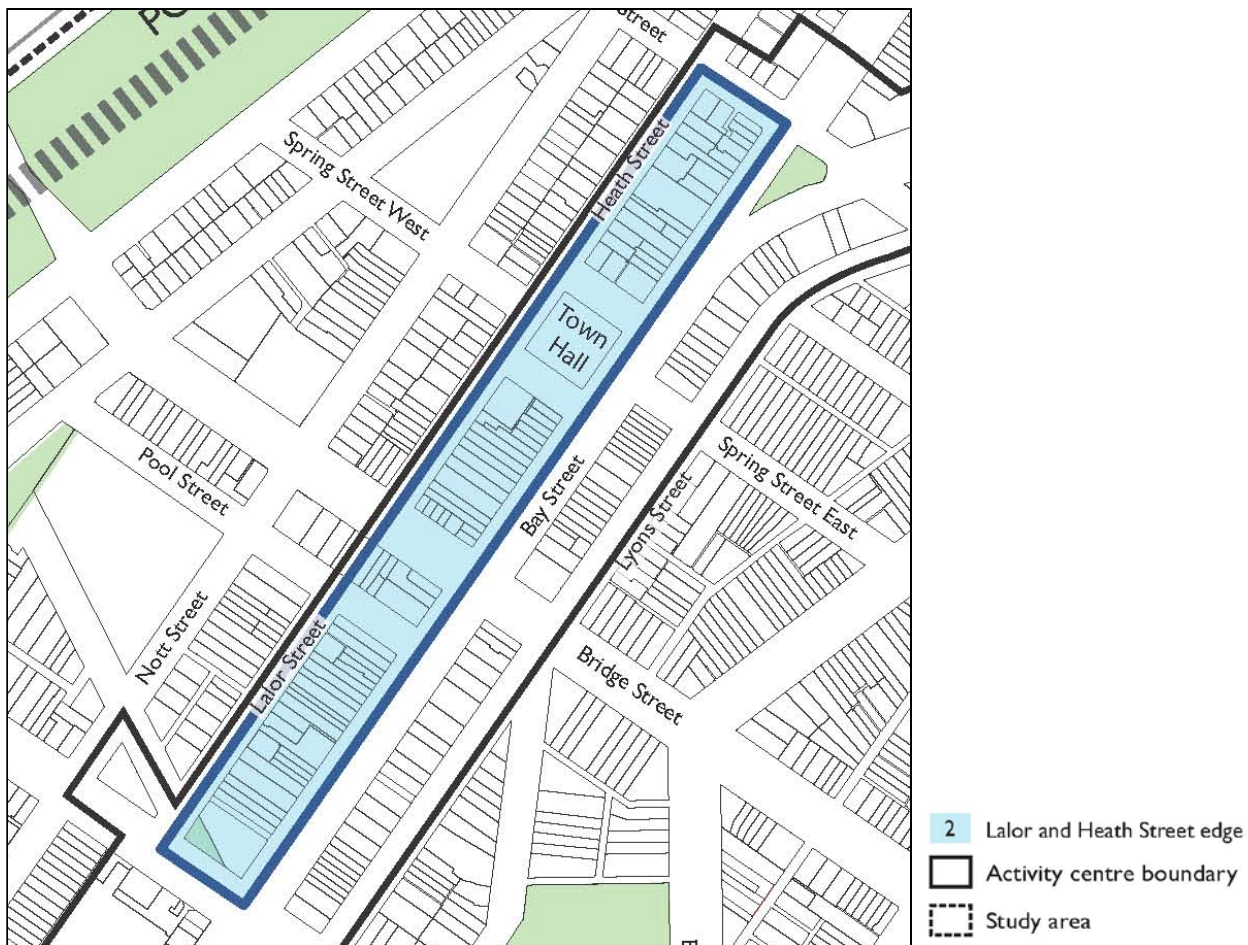 Street
Spring Street West
Heath Street
Town
Hall
Pool Street
Bay Street
Spring Street East
Lyons Street
Nott Street
Lalor Street
Bridge Street
2 Lalor and Heath Street edge
Activity centre boundary
Study area